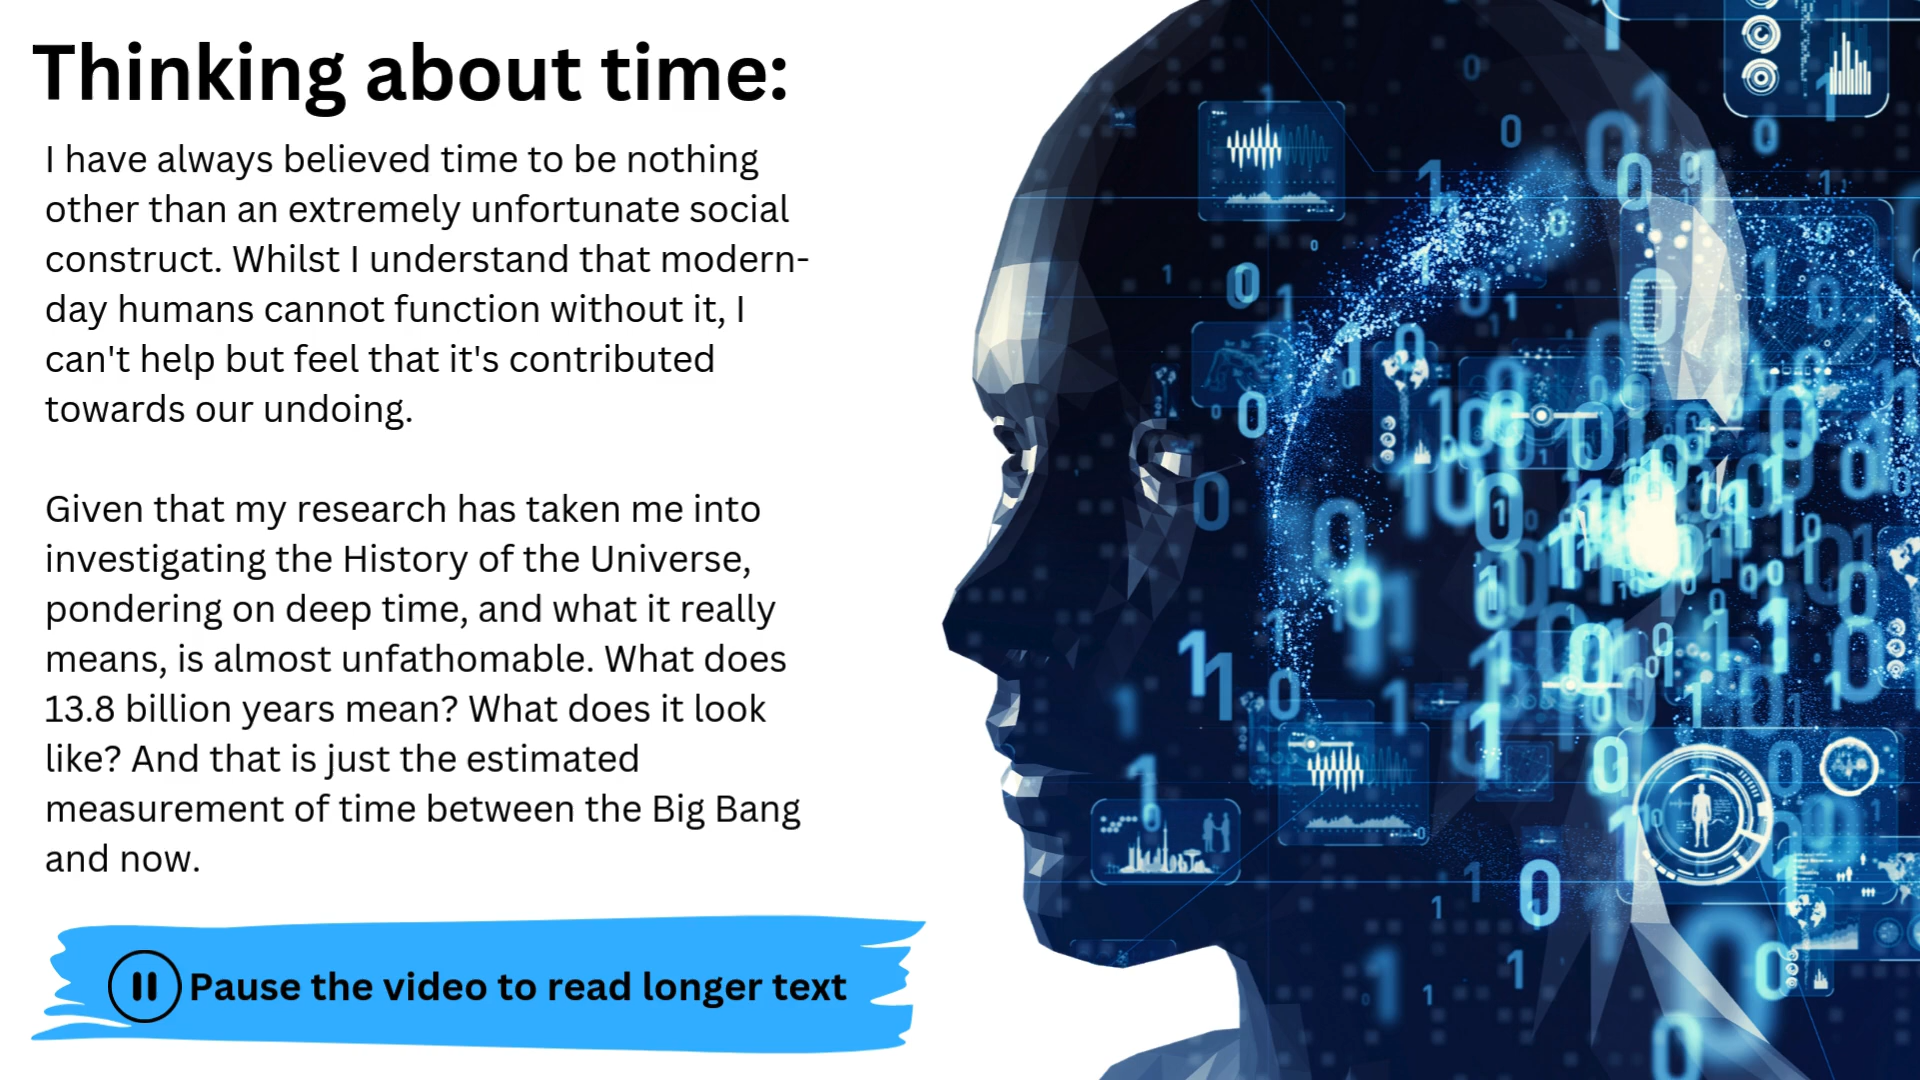 Thinking about time:
I have always believed time to be nothing
other than an extremely unfortunate social
construct. Whilst I understand that modern-
day humans cannot function without it, I
can't help but feel that it's contributed
towards our undoing.
Given that my research has taken me into
investigating the History of the Universe,
pondering on deep time, and what it really
means, is almost unfathomable. What does
13.8 billion years mean? What does it look
like? And that is just the estimated
measurement of time between the Big Bang
and now.
Pause the video to read longer text